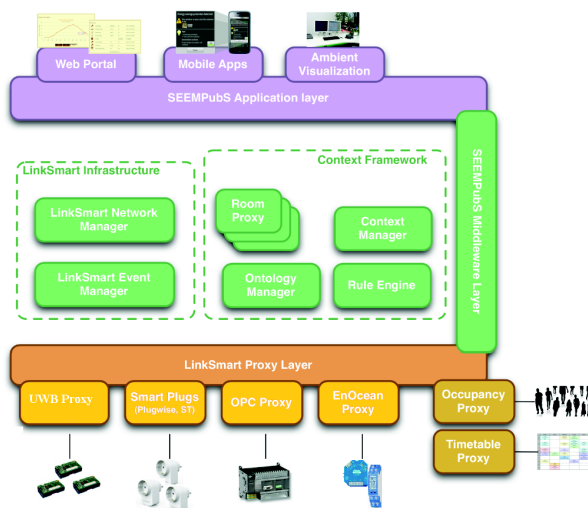 Web Portal
Mobile Apps
Ambient
Visualization
SEEMPubS Application layer
SEEMPubS Middleware Layer
LinkSmart Infrastructure
LinkSmart Network
Manager
LinkSmart Event
Manager
Context Framework
Room
Proxy
Context
Manager
Ontology
Manager
Rule Engine
LinkSmart Proxy Layer
UWB Proxy
Smart Plugs
(Plugwise, ST)
OPC Proxy
EnOcean
Proxy
Occupancy
Proxy
Timetable
Proxy